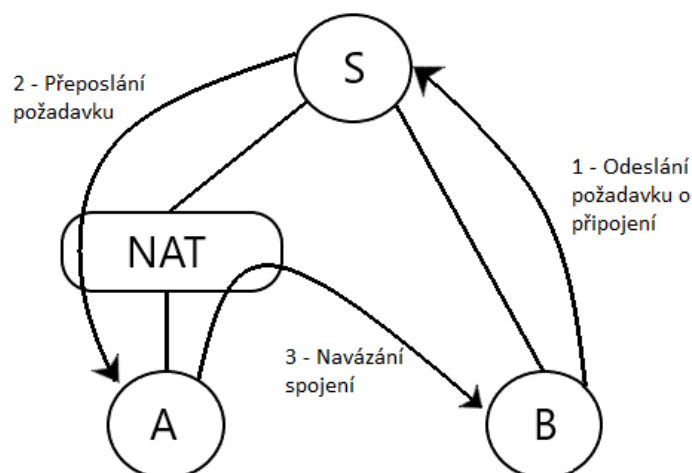 S
2 - Přeposlání
požadavku
1 - Odeslání
požadavku o
připojení
NAT
3 - Navázání
spojení
A
B